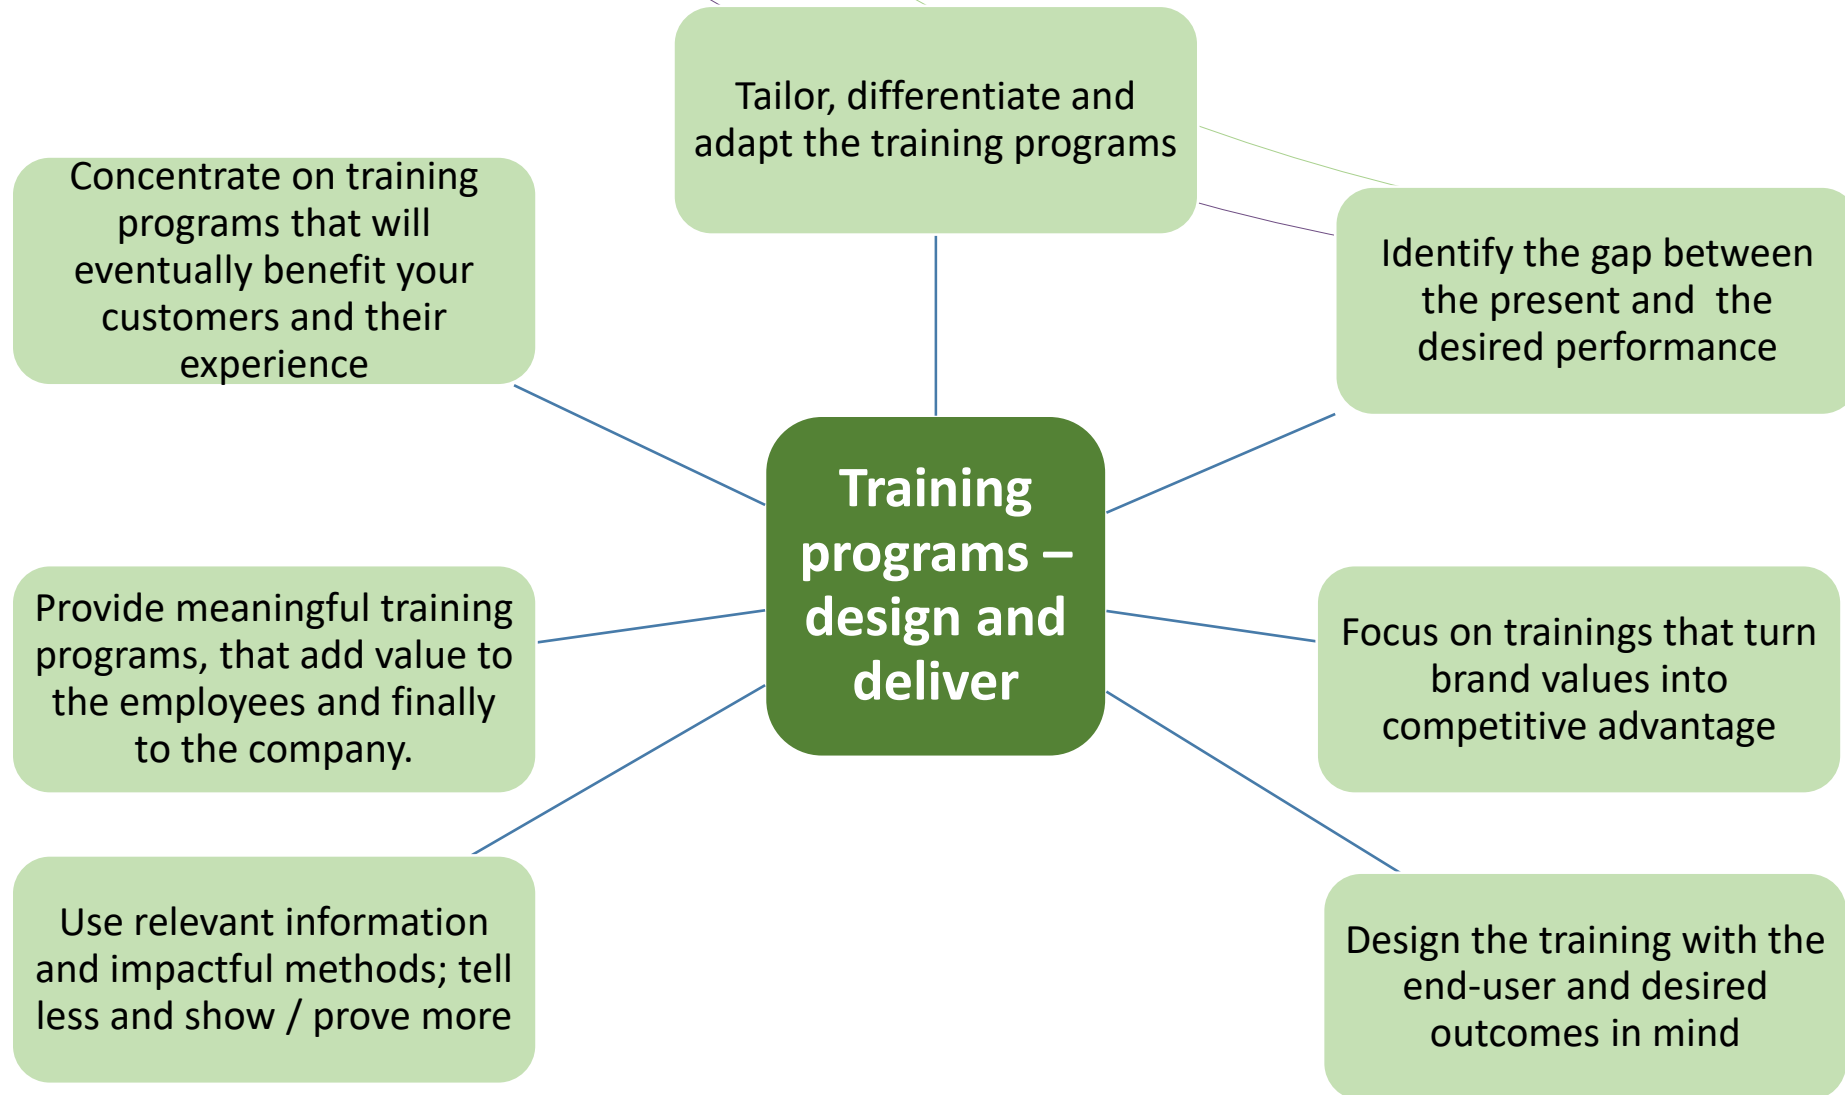 Tailor, differentiate and
adapt the training programs
Concentrate on training
programs that will
eventually benefit your
customers and their
experience
Identify the gap between
the present and  the
desired performance
Training
programs –
design and
deliver
Provide meaningful training
programs, that add value to
the employees and finally
to the company.
Focus on trainings that turn
brand values into
competitive advantage
Use relevant information
and impactful methods; tell
less and show / prove more
Design the training with the
end-user and desired
outcomes in mind